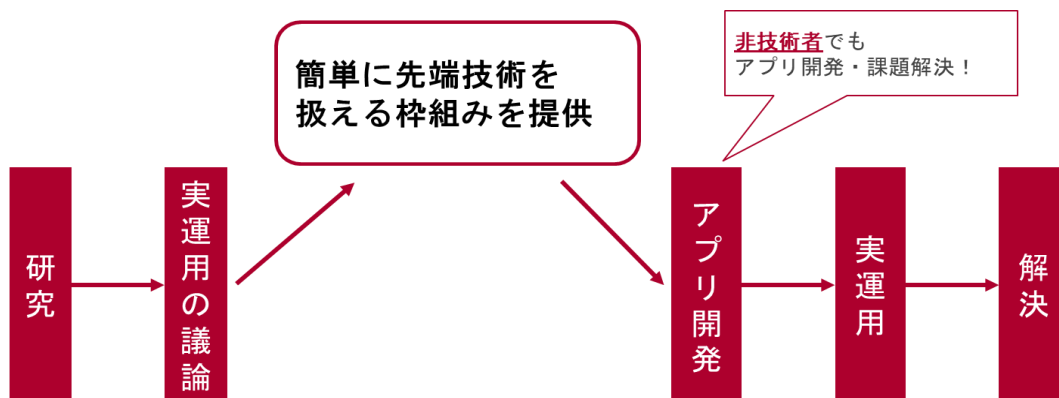 簡単に先端技術を
扱える枠組みを提供
非技術者でも
アプリ開発・課題解決！
研究
実運用の議論
アプリ開発
実運用
解決